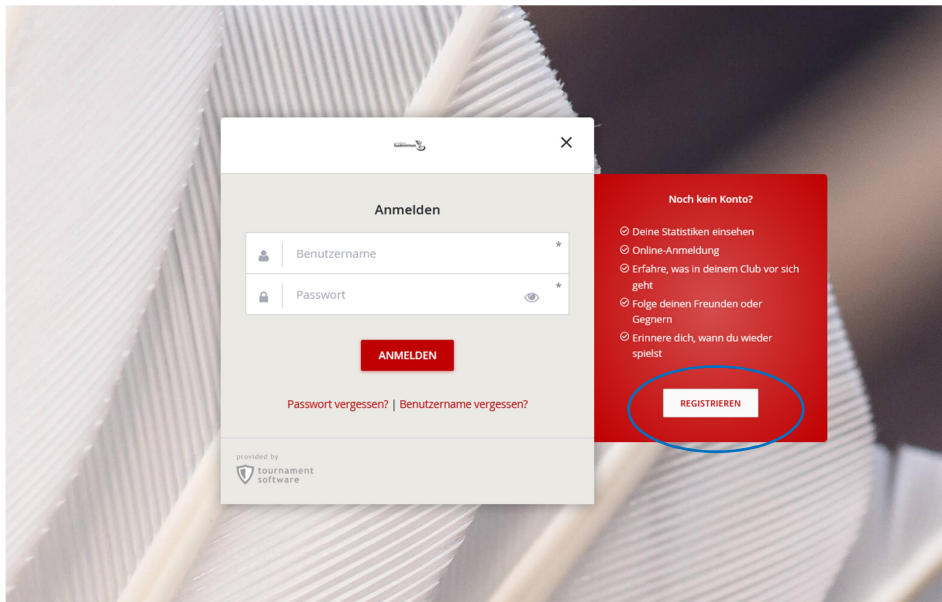 Anmelden
Benutzername
*
Passwort
*
ANMELDEN
Passwort vergessen? | Benutzername vergessen?
provided by
tournament
software
Noch kein Konto?
Deine Statistiken einsehen
Online-Anmeldung
Erfahre, was in deinem Club vor sich
geht
Folge deinen Freunden oder
Gegnern
Erinnere dich, wann du wieder
spielst
REGISTRIEREN